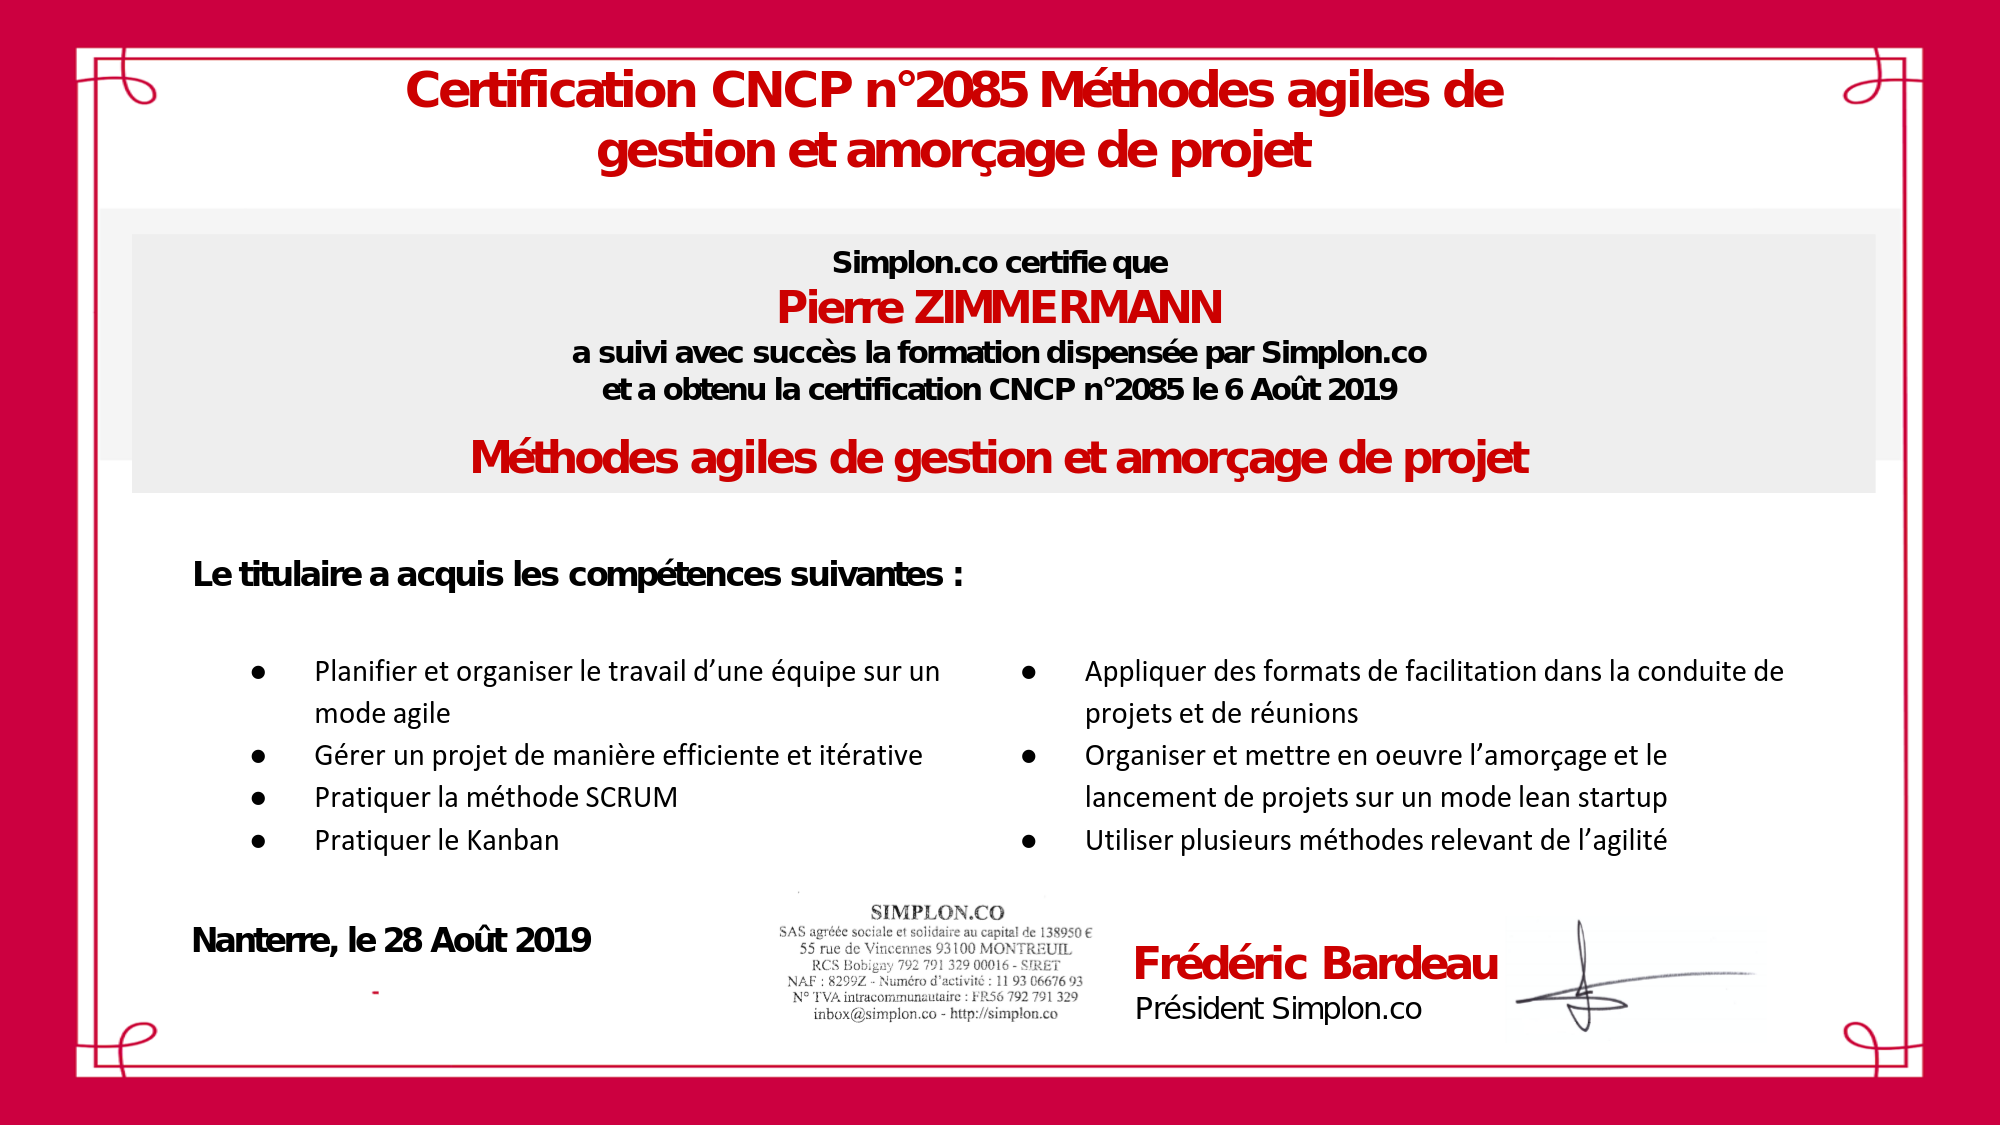 Certification CNCP n°2085 Méthodes agiles de
gestion et amorçage de projet
Simplon.co certifie que
Pierre ZIMMERMANN
a suivi avec succès la formation dispensée par Simplon.co
et a obtenu la certification CNCP n°2085 le 6 Août 2019
Méthodes agiles de gestion et amorçage de projet
Le titulaire a acquis les compétences suivantes :
● Planifier et organiser le travail d’une équipe sur un
mode agile
● Gérer un projet de manière efficiente et itérative
● Pratiquer la méthode SCRUM
● Pratiquer le Kanban
● Appliquer des formats de facilitation dans la conduite de
projets et de réunions
● Organiser et mettre en oeuvre l’amorçage et le
lancement de projets sur un mode lean startup
● Utiliser plusieurs méthodes relevant de l’agilité
Nanterre, le 28 Août 2019
-
SIMPLON.CO
SAS agréée sociale et solidaire au capital de 138950 €
55 rue de Vincennes 93100 MONTREUIL
RCS Bobigny 792 791 329 00016 - SIRET
NAF : 8299Z - Numéro d’activité : 11 93 06676 93
N° TVA intracommunautaire : FR56 792 791 329
inbox@simplon.co - http://simplon.co
Frédéric Bardeau
Président Simplon.co